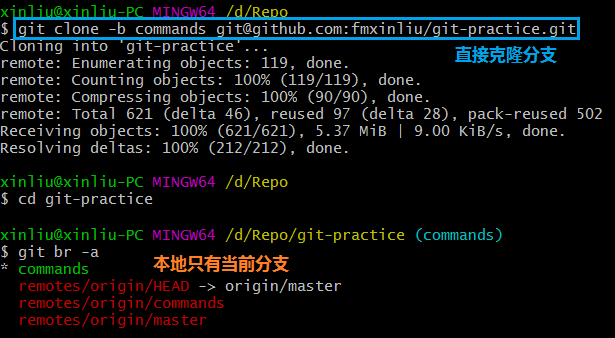 xinliu@xinliu-PC MINGW64 /d/Repo
$ git clone -b commands git@github.com:fmxinliu/git-practice.git
Cloning into 'git-practice'...
直接克隆分支
remote: Enumerating objects: 119, done.
remote: Counting objects: 100% (119/119), done.
remote: Compressing objects: 100% (90/90), done.
remote: Total 621 (delta 46), reused 97 (delta 28), pack-reused 502
Receiving objects: 100% (621/621), 5.37 MiB | 9.00 KiB/s, done.
Resolving deltas: 100% (212/212), done.
xinliu@xinliu-PC MINGW64 /d/Repo
$ cd git-practice
xinliu@xinliu-PC MINGW64 /d/Repo/git-practice (commands)
$ git br -a
* commands
本地只有当前分支
remotes/origin/HEAD -> origin/master
remotes/origin/commands
remotes/origin/master